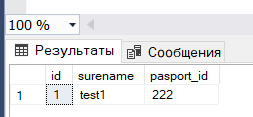 100 %
Результаты Сообщения
id surename pasport_id
1 1 test1 222